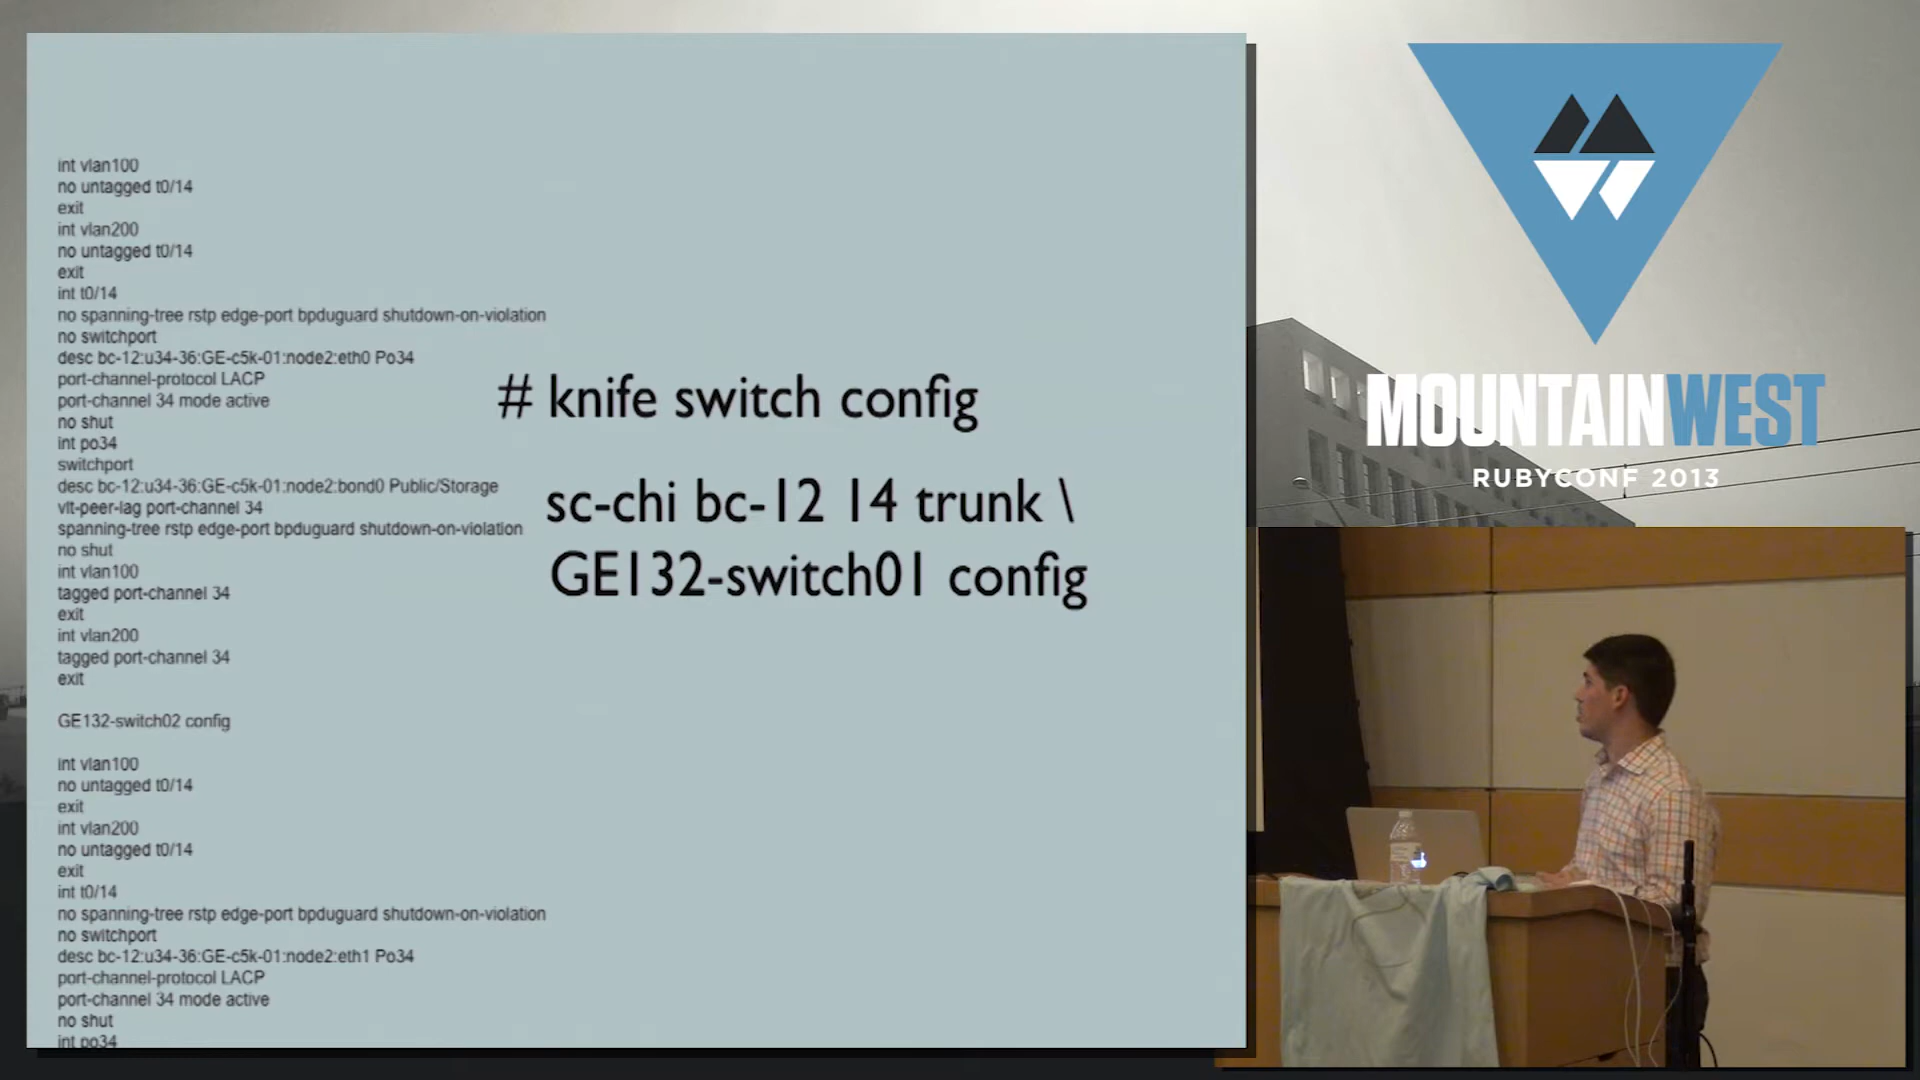 int vlan100
no untagged t0/14
exit
int vlan200
no untagged t0/14
exit
int t0/14
no spanning-tree rstp edge-port bpduguard shutdown-on-violation
no switchport
desc bc-12:u34-36:GE-c5k-01:node2:eth0 Po34
port-channel-protocol LACP
port-channel 34 mode active
no shut
int po34
switchport
desc bc-12:u34-36:GE-c5k-01:node2:bond0 Public/Storage
vlt-peer-lag port-channel 34
spanning-tree rstp edge-port bpduguard shutdown-on-violation
no shut
int vlan100
tagged port-channel 34
exit
int vlan200
tagged port-channel 34
exit
GE132-switch02 config
int vlan100
no untagged t0/14
exit
int vlan200
no untagged t0/14
exit
int t0/14
no spanning-tree rstp edge-port bpduguard shutdown-on-violation
no switchport
desc bc-12:u34-36:GE-c5k-01:node2:eth1 Po34
port-channel-protocol LACP
port-channel 34 mode active
no shut
int po34
# knife switch config
sc-chi bc-12 14 trunk \
GE132-switch01 config
MOUNTAINWEST
RUBYCONF 2013